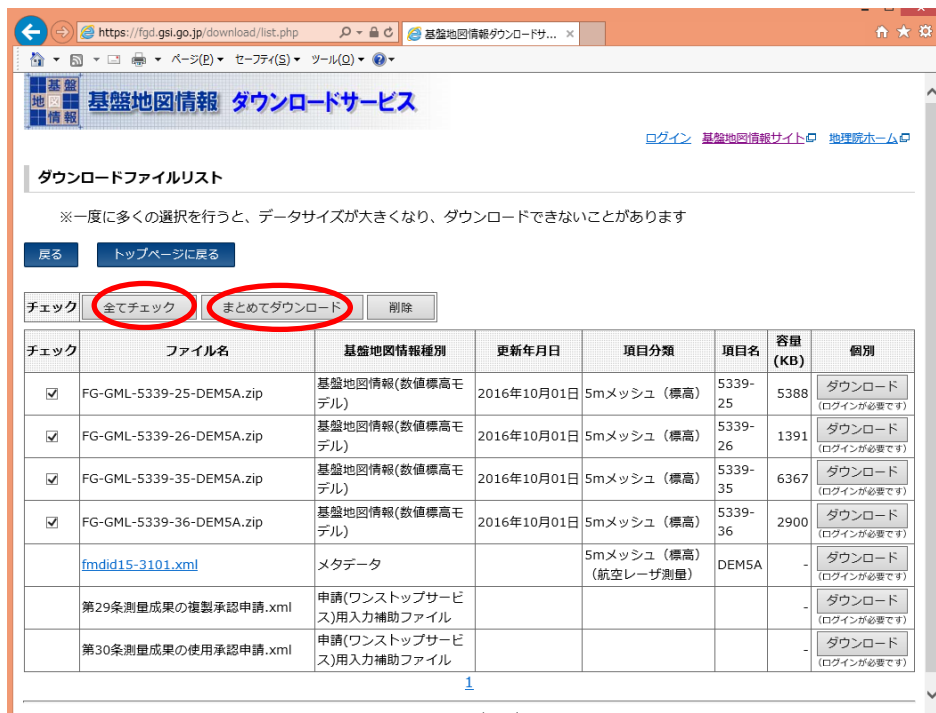 https://fgd.gsi.go.jp/download/list.php
基盤地図情報ダウンロードサ...
ページ(P) セーフティ(S) ツール(O)
基盤地図情報
基盤地図情報 ダウンロードサービス
ログイン 基盤地図情報サイト 地理院ホーム
ダウンロードファイルリスト
※一度に多くの選択を行うと、データサイズが大きくなり、ダウンロードできないことがあります
戻る トップページに戻る
チェック 全てチェック まとめてダウンロード 削除
チェック ファイル名 基盤地図情報種別 更新年月日 項目分類 項目名 容量(KB) 個別
FG-GML-5339-25-DEM5A.zip 基盤地図情報(数値標高モデル) 2016年10月01日 5mメッシュ（標高） 5339-25 5388 ダウンロード (ログインが必要です)
FG-GML-5339-26-DEM5A.zip 基盤地図情報(数値標高モデル) 2016年10月01日 5mメッシュ（標高） 5339-26 1391 ダウンロード (ログインが必要です)
FG-GML-5339-35-DEM5A.zip 基盤地図情報(数値標高モデル) 2016年10月01日 5mメッシュ（標高） 5339-35 6367 ダウンロード (ログインが必要です)
FG-GML-5339-36-DEM5A.zip 基盤地図情報(数値標高モデル) 2016年10月01日 5mメッシュ（標高） 5339-36 2900 ダウンロード (ログインが必要です)
fmdid15-3101.xml メタデータ 5mメッシュ（標高）（航空レーザ測量） DEM5A - ダウンロード (ログインが必要です)
第29条測量成果の複製承認申請.xml 申請(ワンストップサービス)用入力補助ファイル - ダウンロード (ログインが必要です)
第30条測量成果の使用承認申請.xml 申請(ワンストップサービス)用入力補助ファイル - ダウンロード (ログインが必要です)
1